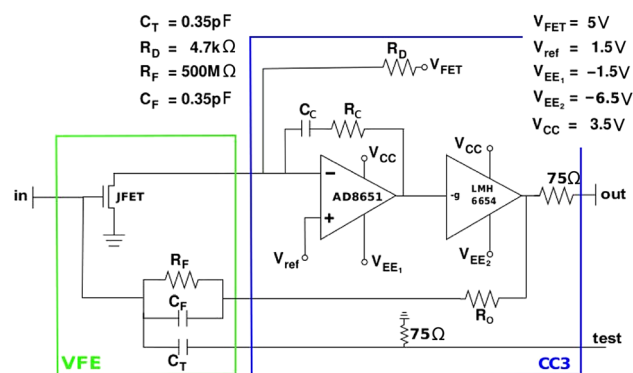 C_T = 0.35pF
R_D = 4.7kΩ
R_F = 500MΩ
C_F = 0.35pF
V_FET = 5V
V_ref = 1.5V
V_EE1 = −1.5V
V_EE2 = −6.5V
V_CC = 3.5V
R_D
V_FET
C_C R_C
V_CC
V_CC
in
JFET
−
AD8651
+
-g
LMH
6654
75Ω
out
V_ref
V_EE1
V_EE2
R_F
C_F
R_O
75Ω
test
C_T
VFE
CC3